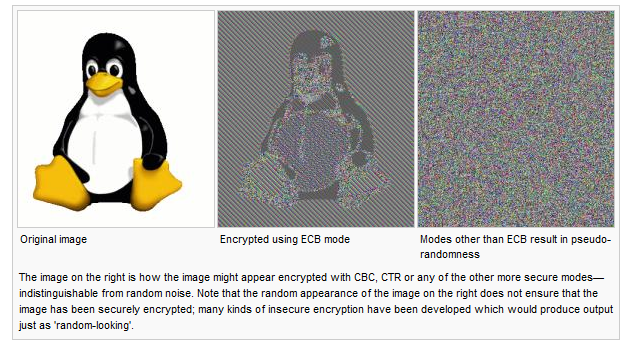 Original image
Encrypted using ECB mode
Modes other than ECB result in pseudo-
randomness
The image on the right is how the image might appear encrypted with CBC, CTR or any of the other more secure modes—
indistinguishable from random noise. Note that the random appearance of the image on the right does not ensure that the
image has been securely encrypted; many kinds of insecure encryption have been developed which would produce output
just as 'random-looking'.